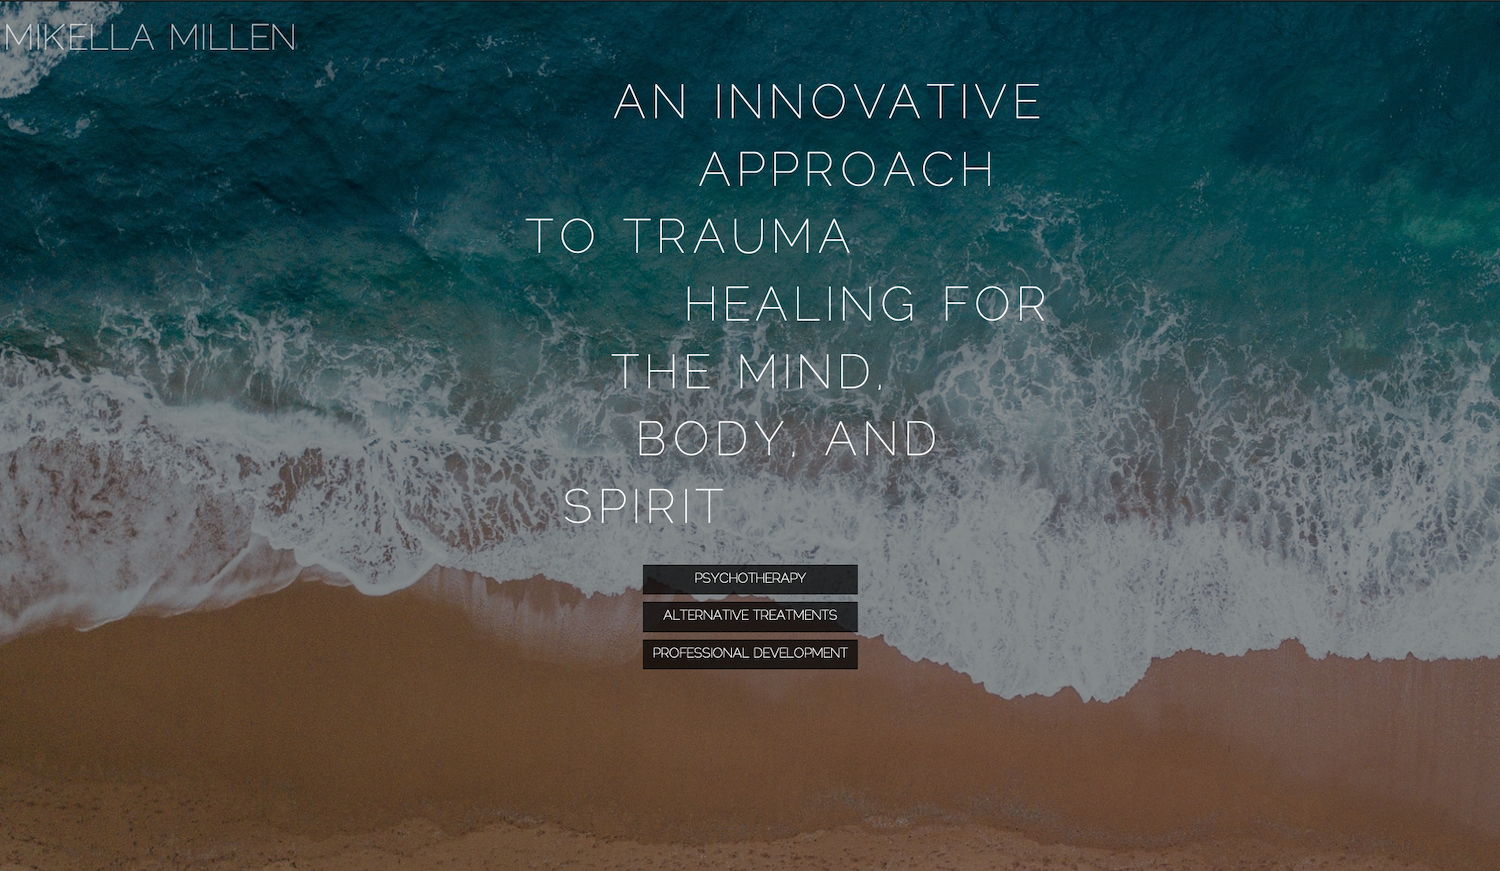 MIKELLA MILLEN
AN INNOVATIVE
APPROACH
TO TRAUMA
HEALING FOR
THE MIND,
BODY, AND
SPIRIT
PSYCHOTHERAPY
ALTERNATIVE TREATMENTS
PROFESSIONAL DEVELOPMENT